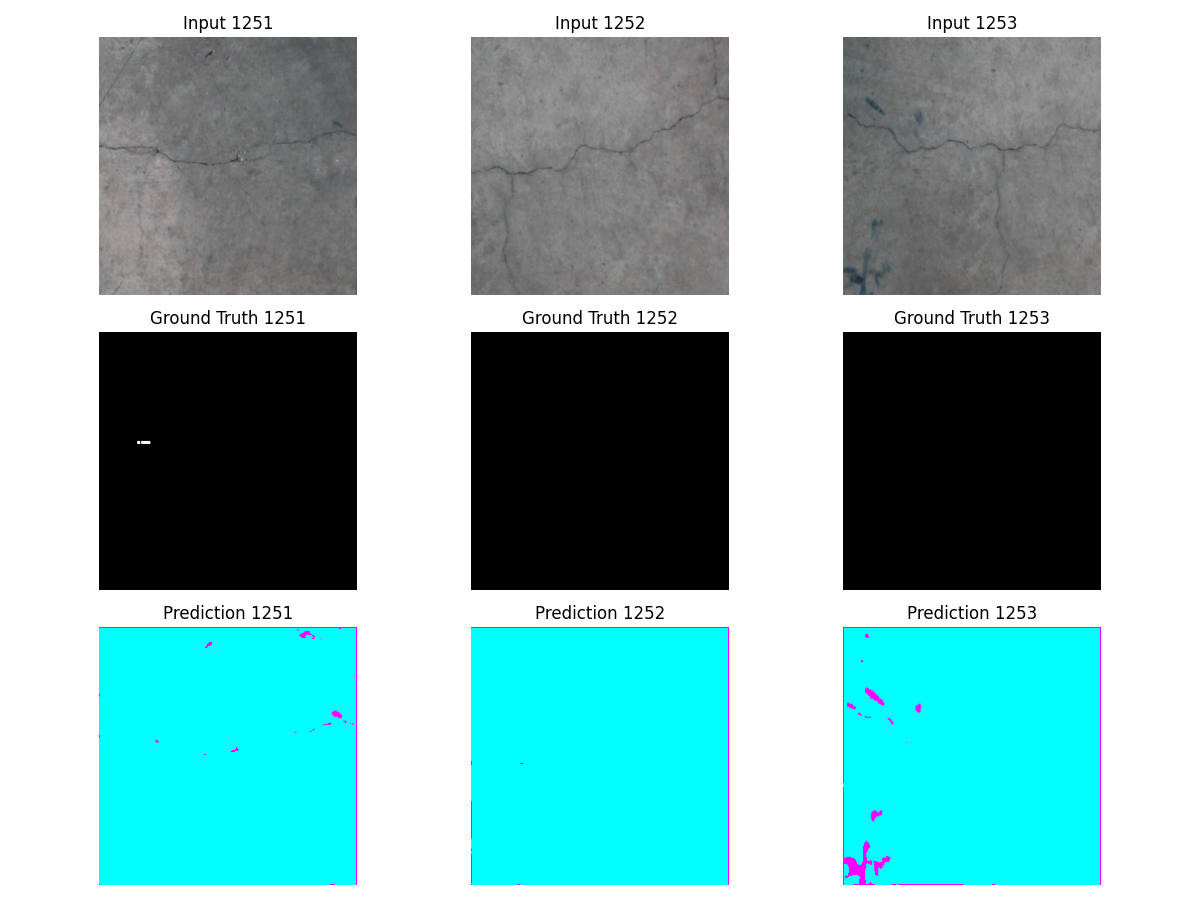 Input 1251
Input 1252
Input 1253
Ground Truth 1251
Ground Truth 1252
Ground Truth 1253
Prediction 1251
Prediction 1252
Prediction 1253